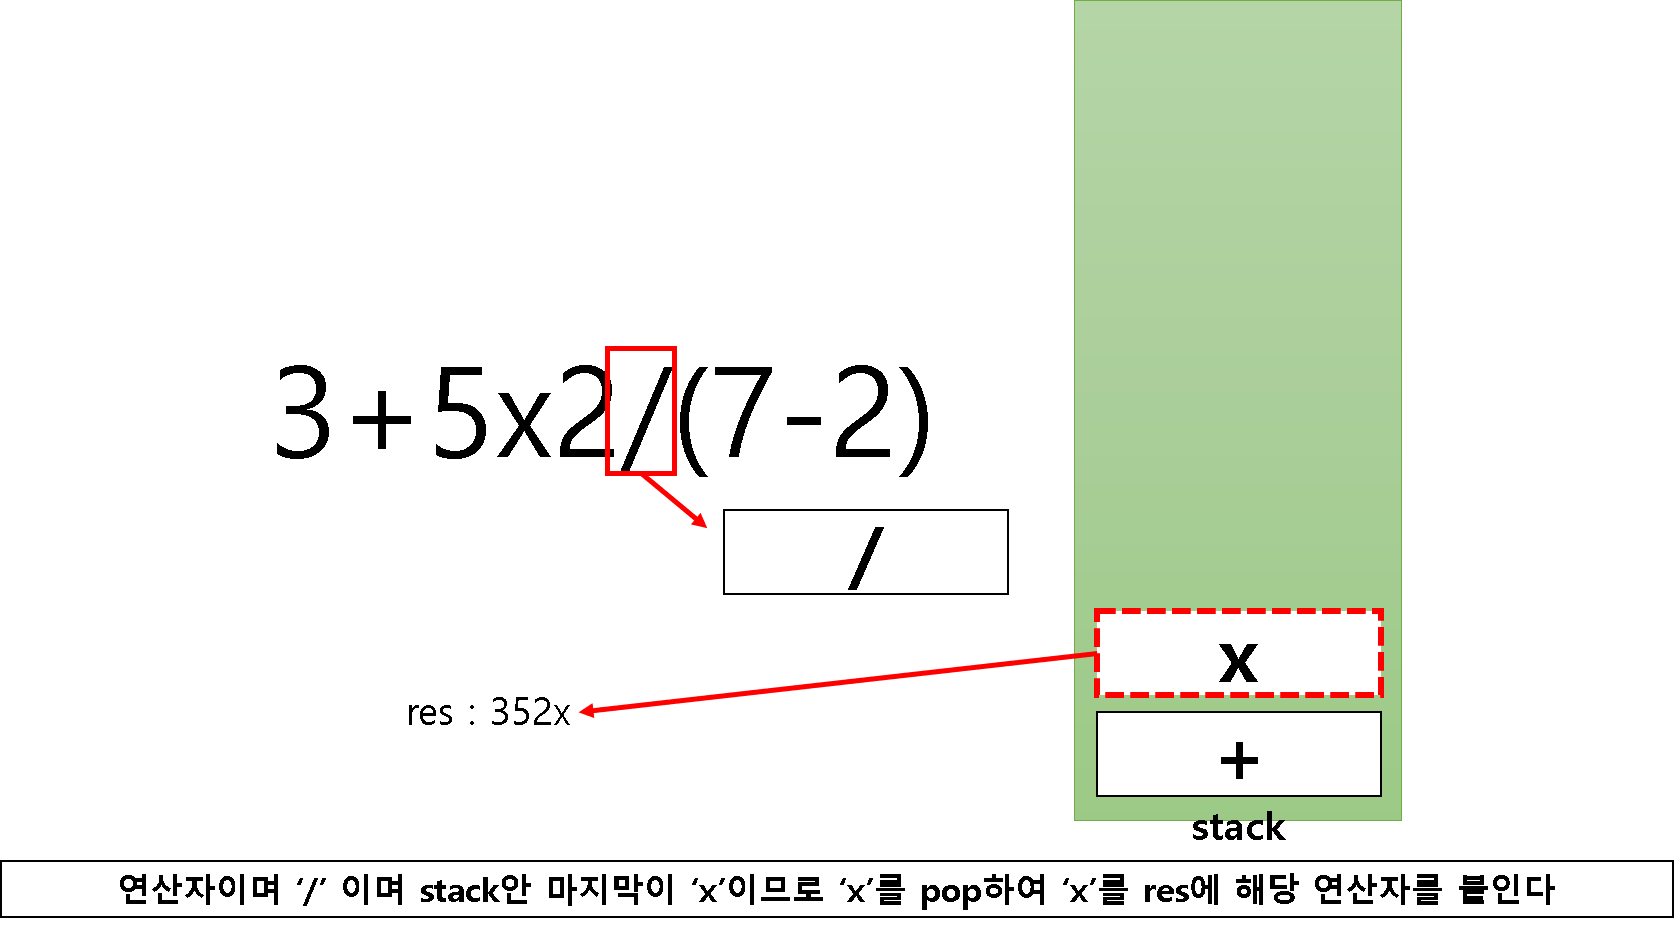 3+5x2/(7-2)
/
x
res : 352x
+
stack
연산자이며 ‘/’ 이며 stack안 마지막이 ‘x’이므로 ‘x’를 pop하여 ‘x’를 res에 해당 연산자를 붙인다